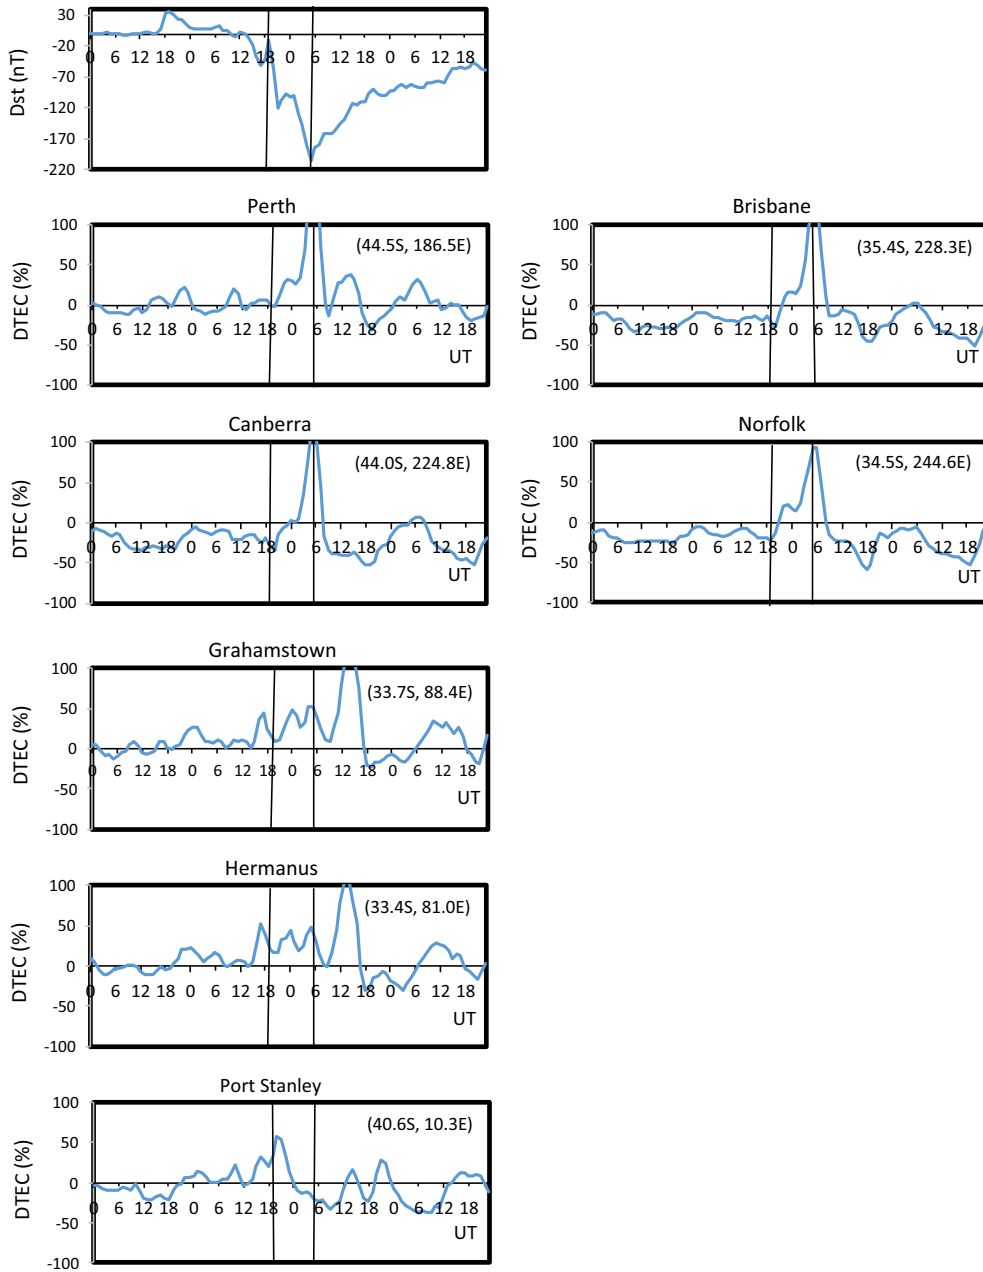 30
-20
-70
-120
-170
-220
Dst (nT)
0 6 12 18 0 6 12 18 0 6 12 18 0 6 12 18
Perth
100
50
0
-50
-100
DTEC (%)
(44.5S, 186.5E)
0 6 12 18 0 6 12 18 0 6 12 18 0 6 12 18
UT
Brisbane
100
50
0
-50
-100
DTEC (%)
(35.4S, 228.3E)
0 6 12 18 0 6 12 18 0 6 12 18 0 6 12 18
UT
Canberra
100
50
0
-50
-100
DTEC (%)
(44.0S, 224.8E)
0 6 12 18 0 6 12 18 0 6 12 18 0 6 12 18
UT
Norfolk
100
50
0
-50
-100
DTEC (%)
(34.5S, 244.6E)
0 6 12 18 0 6 12 18 0 6 12 18 0 6 12 18
UT
Grahamstown
100
50
0
-50
-100
DTEC (%)
(33.7S, 88.4E)
0 6 12 18 0 6 12 18 0 6 12 18 0 6 12 18
UT
Hermanus
100
50
0
-50
-100
DTEC (%)
(33.4S, 81.0E)
0 6 12 18 0 6 12 18 0 6 12 18 0 6 12 18
UT
Port Stanley
100
50
0
-50
-100
DTEC (%)
(40.6S, 10.3E)
0 6 12 18 0 6 12 18 0 6 12 18 0 6 12 18
UT